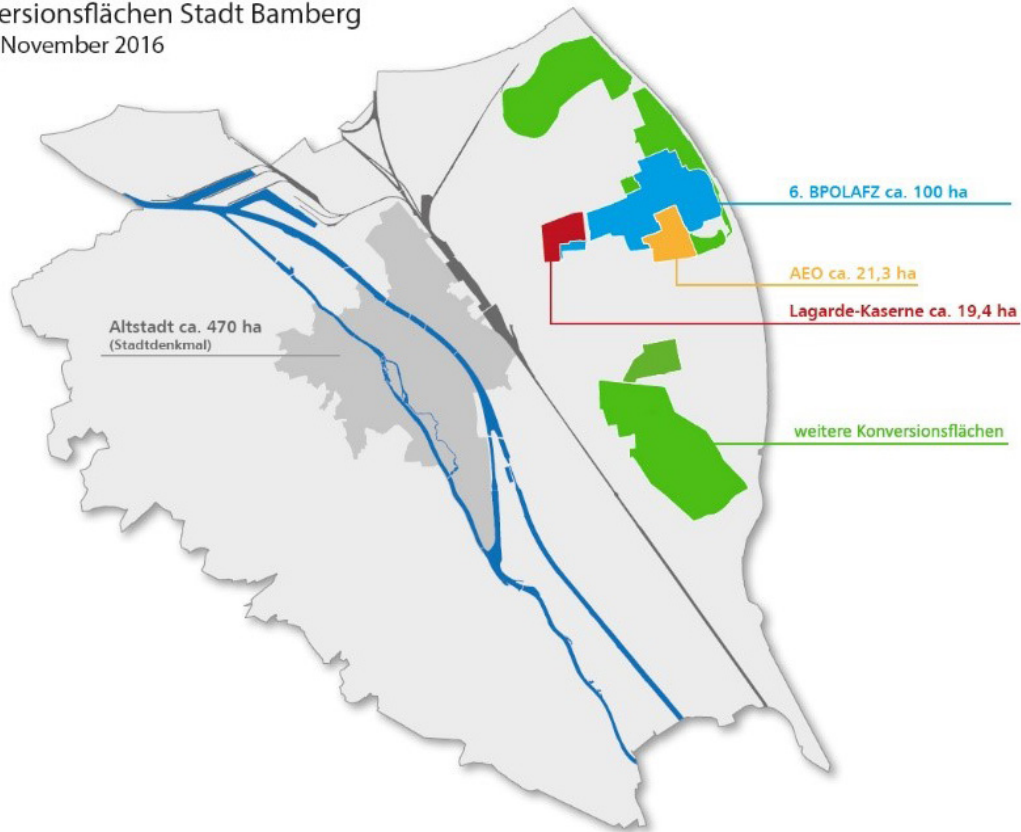 ersionsflächen Stadt Bamberg
November 2016
6. BPOLAFZ ca. 100 ha
AEO ca. 21,3 ha
Lagarde-Kaserne ca. 19,4 ha
Altstadt ca. 470 ha
(Stadtdenkmal)
weitere Konversionsflächen